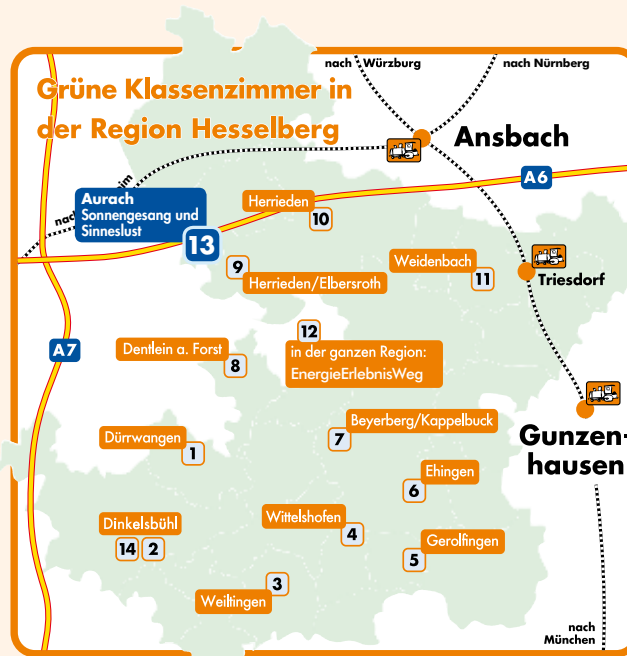 nach Würzburg
nach Nürnberg
Grüne Klassenzimmer in
der Region Hesselberg
Ansbach
A6
Aurach
Sonnengesang und
Sinneslust
13
nach
Herrieden
10
9
Herrieden/Elbersroth
Weidenbach
11
Triesdorf
A7
12
in der ganzen Region:
EnergieErlebnisWeg
Dentlein a. Forst
8
Beyerberg/Kappelbuck
7
Gunzen-
hausen
Dürrwangen
1
Ehingen
6
Dinkelsbühl
14 2
Wittelshofen
4
Gerolfingen
5
3
Weiltingen
nach
München